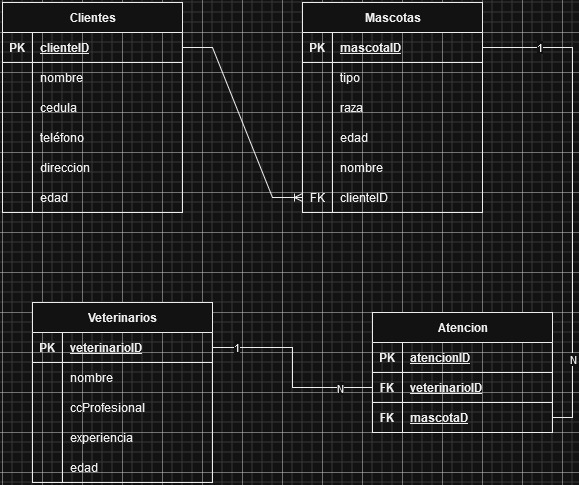 Clientes
PK clienteID
nombre
cedula
teléfono
direccion
edad
Mascotas
PK mascotaID
tipo
raza
edad
nombre
FK clienteID
1
N
Veterinarios
PK veterinarioID
nombre
ccProfesional
experiencia
edad
1
N
Atencion
PK atencionID
FK veterinarioID
FK mascotaD